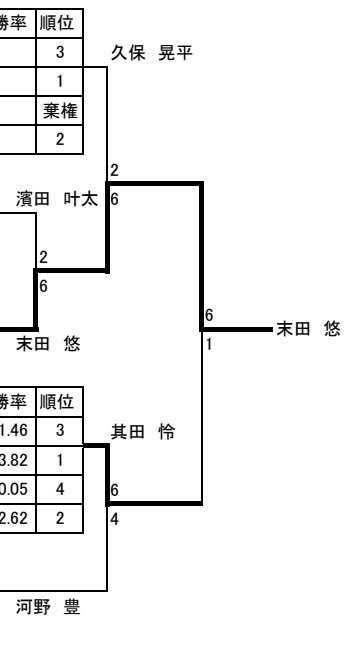 勝率 順位
3
1
棄権
2
久保 晃平
2
濱田 叶太 6
2
6
末田 悠
6
末田 悠
1
勝率 順位
1.46 3
3.82 1
0.05 4
2.62 2
其田 怜
6
4
河野 豊